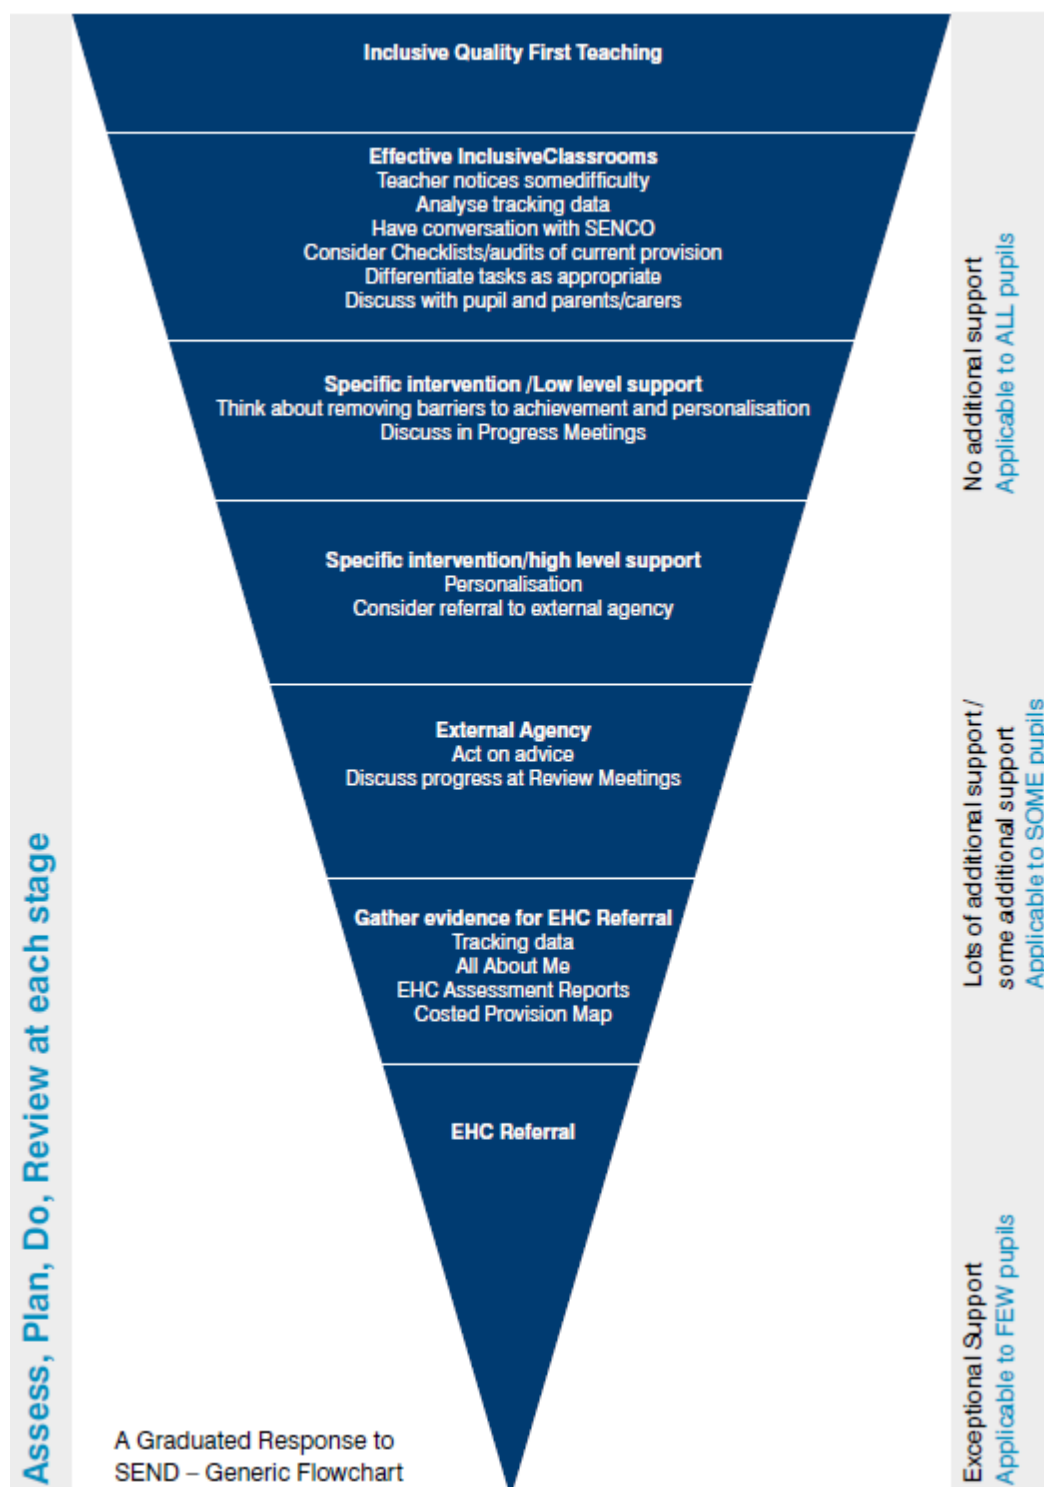 Inclusive Quality First Teaching
Effective InclusiveClassrooms
Teacher notices somedifficulty
Analyse tracking data
Have conversation with SENCO
Consider Checklists/audits of current provision
Differentiate tasks as appropriate
Discuss with pupil and parents/carers
Specific intervention /Low level support
Think about removing barriers to achievement and personalisation
Discuss in Progress Meetings
Specific intervention/high level support
Personalisation
Consider referral to external agency
External Agency
Act on advice
Discuss progress at Review Meetings
Gather evidence for EHC Referral
Tracking data
All About Me
EHC Assessment Reports
Costed Provision Map
EHC Referral
Assess, Plan, Do, Review at each stage
A Graduated Response to
SEND – Generic Flowchart
No additional support
Applicable to ALL pupils
Lots of additional support /
some additional support
Applicable to SOME pupils
Exceptional Support
Applicable to FEW pupils